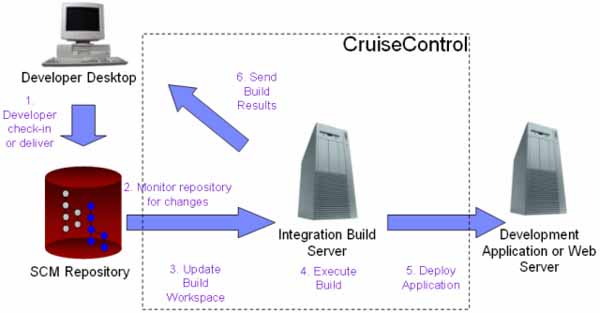 CruiseControl
Developer Desktop
6. Send
Build
Results
1.
Developer
check-in
or deliver
2. Monitor repository
for changes
SCM Repository
Integration Build
Server
Development
Application or Web
Server
3. Update
Build
Workspace
4. Execute
Build
5. Deploy
Application